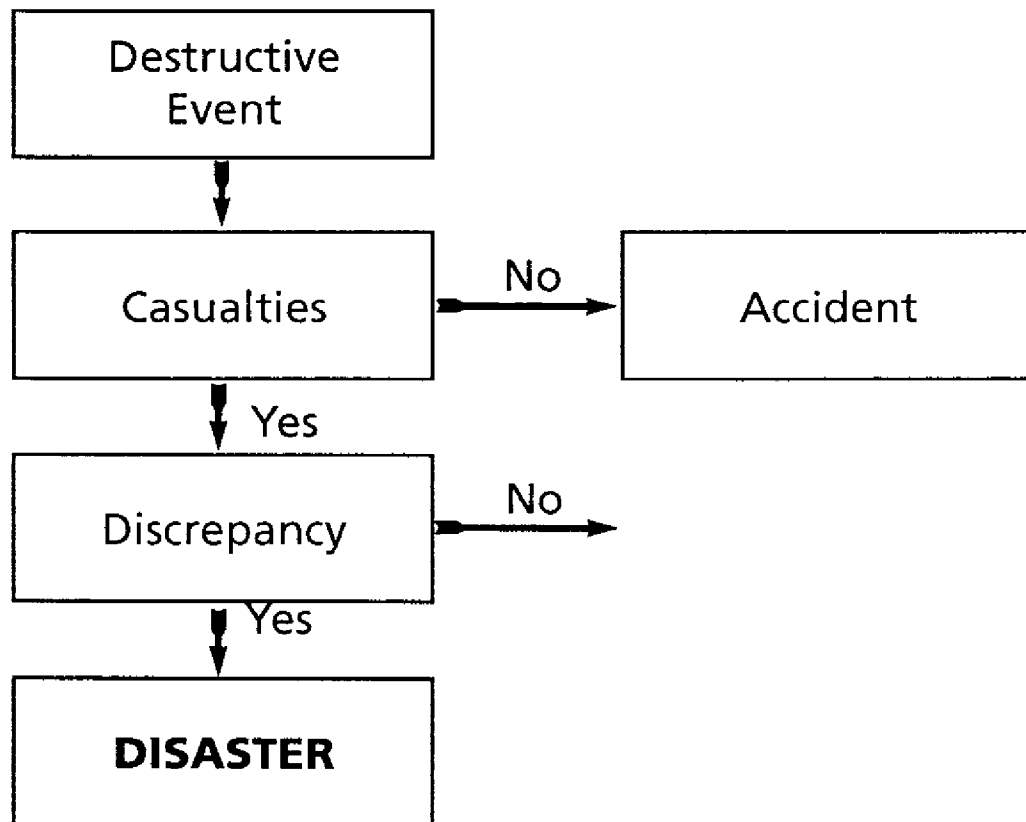 Destructive
Event
Casualties
No
Accident
Yes
Discrepancy
No
Yes
DISASTER